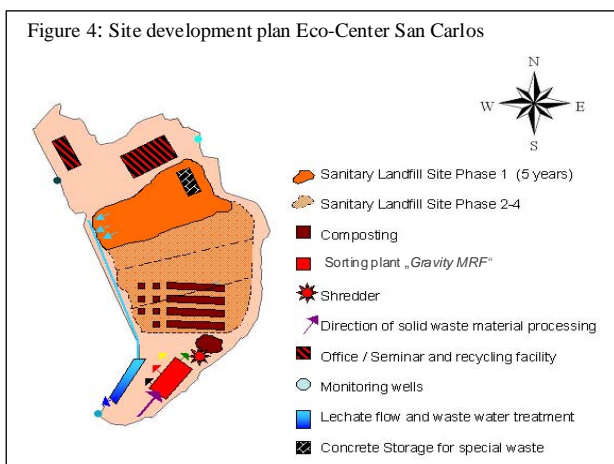 Figure 4: Site development plan Eco-Center San Carlos
N
W E
S
Sanitary Landfill Site Phase 1 (5 years)
Sanitary Landfill Site Phase 2-4
Composting
Sorting plant „Gravity MRF“
Shredder
Direction of solid waste material processing
Office / Seminar and recycling facility
Monitoring wells
Lechate flow and waste water treatment
Concrete Storage for special waste